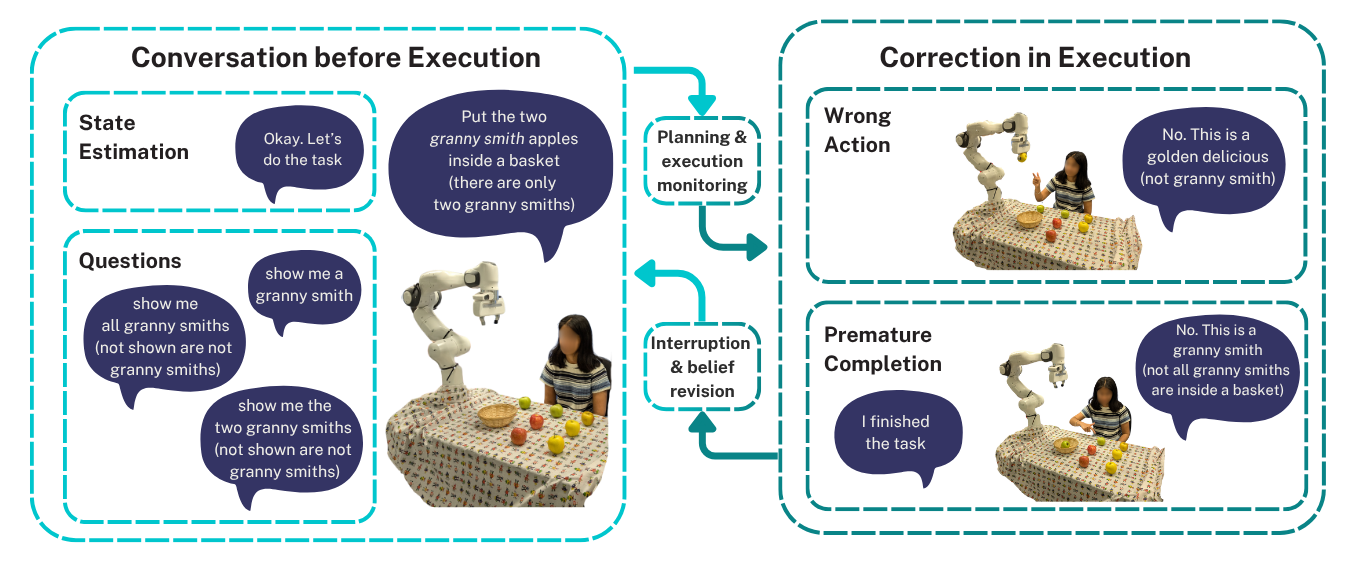 Conversation before Execution
State
Estimation
Okay. Let's
do the task
Put the two
granny smith apples
inside a basket
(there are only
two granny smiths)
Questions
show me a
granny smith
show me
all granny smiths
(not shown are not
granny smiths)
show me the
two granny smiths
(not shown are not
granny smiths)
Planning &
execution
monitoring
Interruption
& belief
revision
Correction in Execution
Wrong
Action
No. This is a
golden delicious
(not granny smith)
Premature
Completion
I finished
the task
No. This is a
granny smith
(not all granny smiths
are inside a basket)